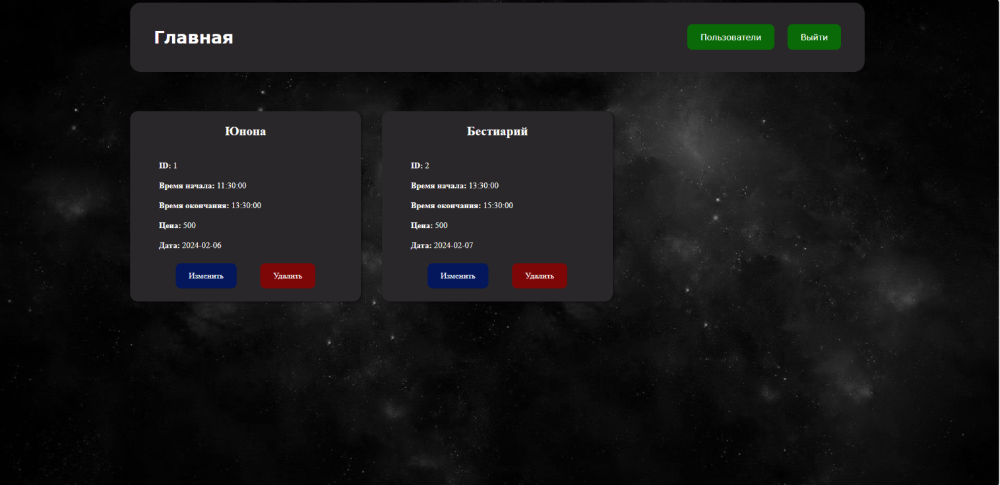 Главная
Пользователи
Выйти
Юнона
ID: 1
Время начала: 11:30:00
Время окончания: 13:30:00
Цена: 500
Дата: 2024-02-06
Изменить
Удалить
Бестиарий
ID: 2
Время начала: 13:30:00
Время окончания: 15:30:00
Цена: 500
Дата: 2024-02-07
Изменить
Удалить